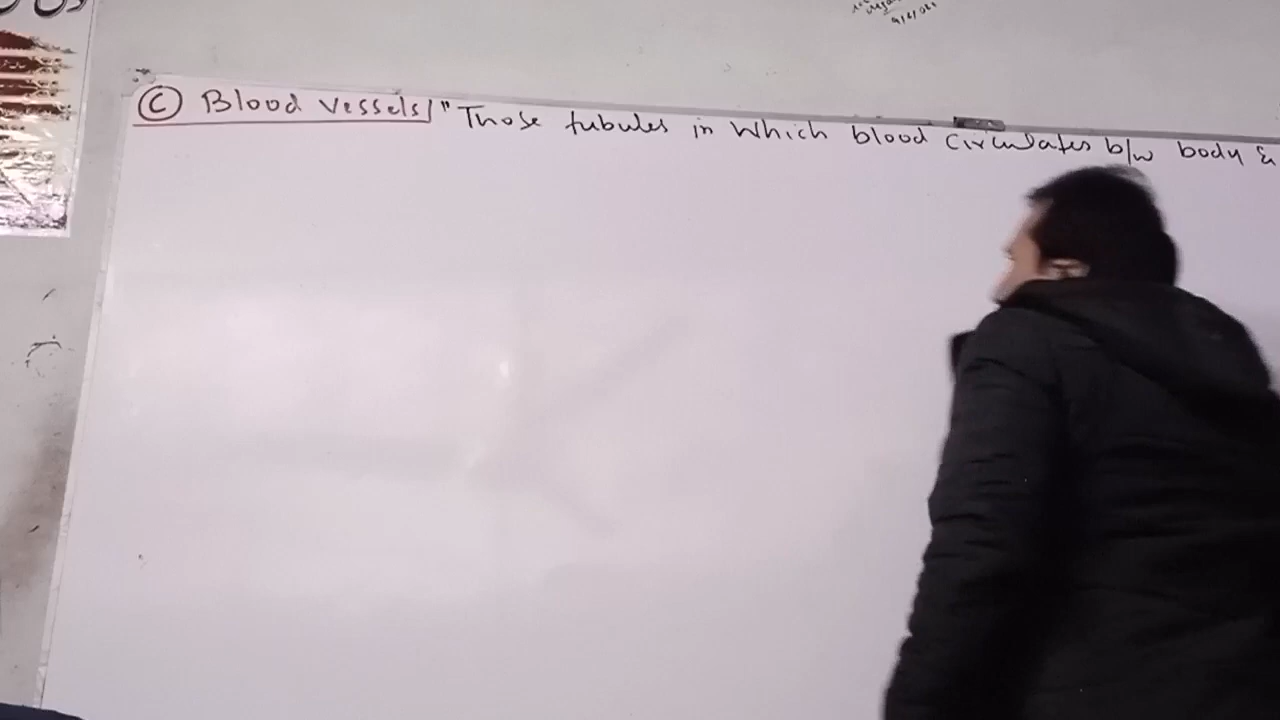 Ⓒ Blood Vessels "Those tubules in which blood circulates b/w body &